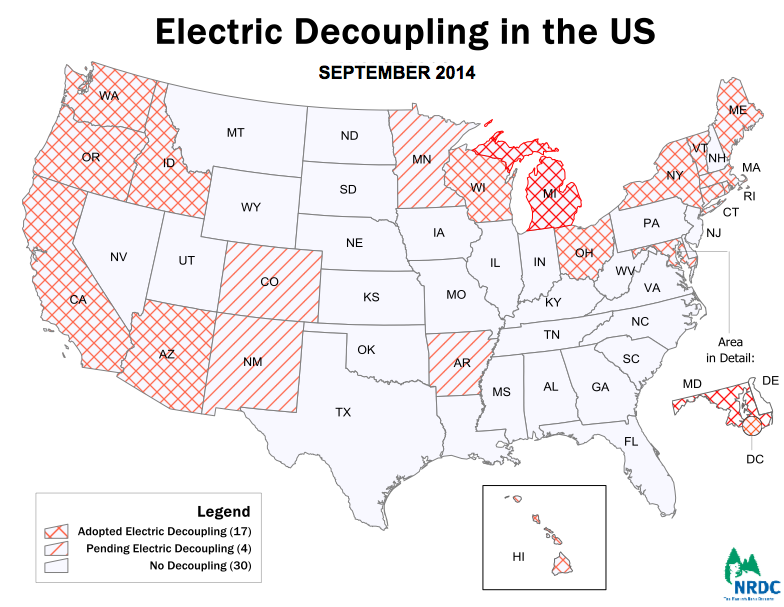 Electric Decoupling in the US
SEPTEMBER 2014
WA
MT
ND
MN
ME
OR
ID
SD
WI
MI
VT
NH
NY
MA
RI
CT
WY
IA
NE
PA
NJ
NV
UT
CO
IL
IN
OH
WV
VA
CA
KS
MO
KY
AZ
NM
OK
AR
TN
NC
SC
TX
MS
AL
GA
FL
Area
in Detail:
MD
DE
DC
HI
Legend
Adopted Electric Decoupling (17)
Pending Electric Decoupling (4)
No Decoupling (30)
NRDC